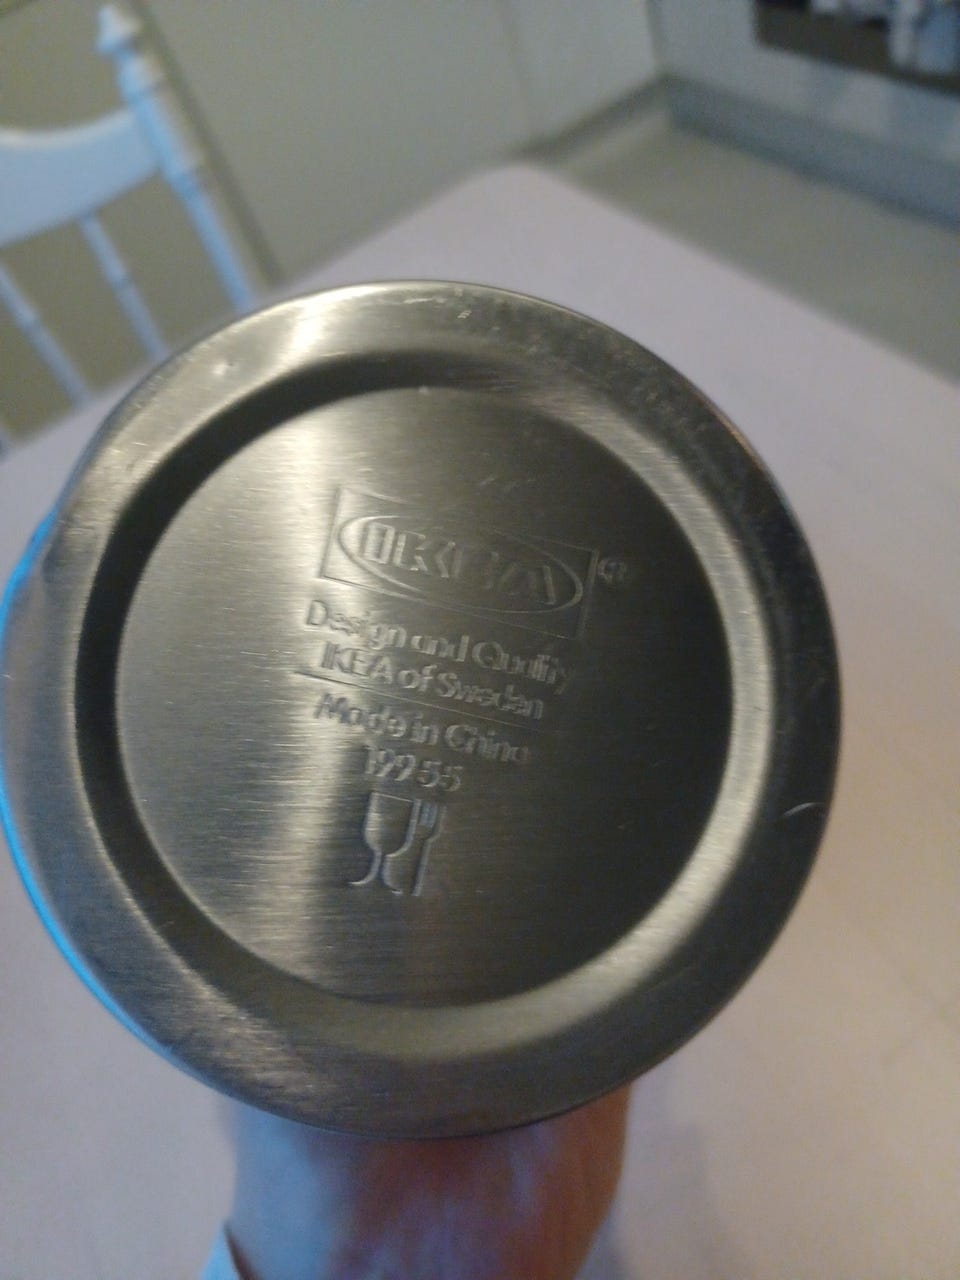 IKEA®
Design and Quality
IKEA of Sweden
Made in China
19955